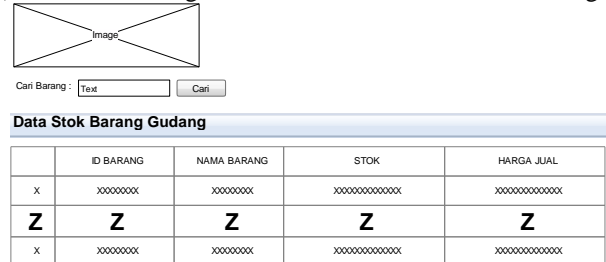 Image
Cari Barang : Text Cari
Data Stok Barang Gudang
ID BARANG NAMA BARANG STOK HARGA JUAL
X XXXXXXXX XXXXXXXX XXXXXXXXXXXXX XXXXXXXXXXXXX
Z Z Z Z Z
X XXXXXXXX XXXXXXXX XXXXXXXXXXXXX XXXXXXXXXXXXX